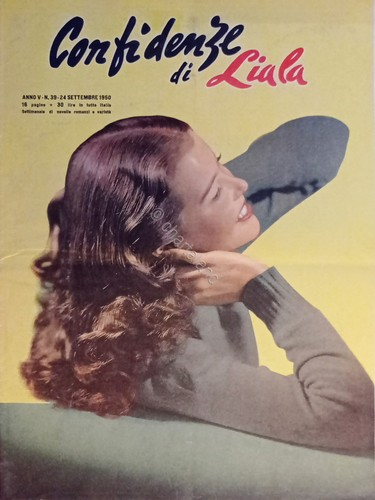 Confidenze
di Liala
ANNO V - N. 39 - 24 SETTEMBRE 1950
16 pagine • 30 lire in tutta Italia
Settimanale di novelle romanzi e varietà